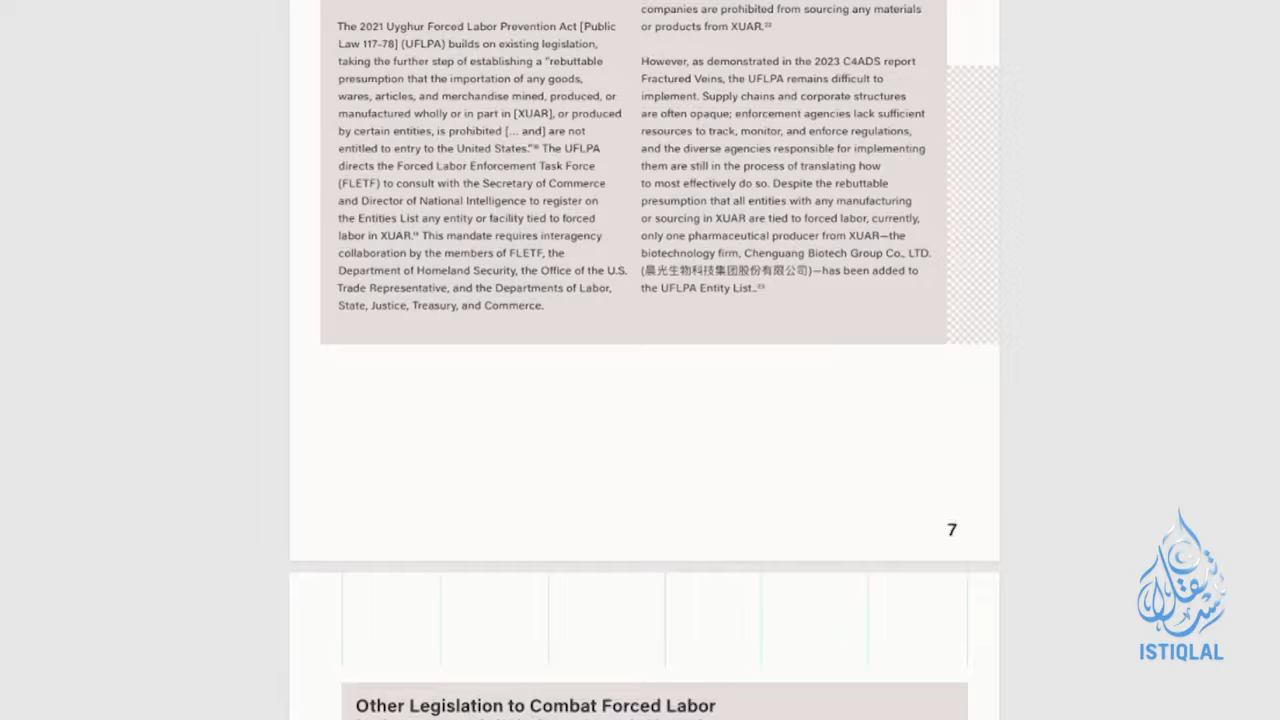 The 2021 Uyghur Forced Labor Prevention Act [Public
Law 117-78] (UFLPA) builds on existing legislation,
taking the further step of establishing a “rebuttable
presumption that the importation of any goods,
wares, articles, and merchandise mined, produced, or
manufactured wholly or in part in [XUAR], or produced
by certain entities, is prohibited [... and] are not
entitled to entry to the United States.”¹⁸ The UFLPA
directs the Forced Labor Enforcement Task Force
(FLETF) to consult with the Secretary of Commerce
and Director of National Intelligence to register on
the Entities List any entity or facility tied to forced
labor in XUAR.¹⁹ This mandate requires interagency
collaboration by the members of FLETF, the
Department of Homeland Security, the Office of the U.S.
Trade Representative, and the Departments of Labor,
State, Justice, Treasury, and Commerce.
companies are prohibited from sourcing any materials
or products from XUAR.²²
However, as demonstrated in the 2023 C4ADS report
Fractured Veins, the UFLPA remains difficult to
implement. Supply chains and corporate structures
are often opaque; enforcement agencies lack sufficient
resources to track, monitor, and enforce regulations,
and the diverse agencies responsible for implementing
them are still in the process of translating how
to most effectively do so. Despite the rebuttable
presumption that all entities with any manufacturing
or sourcing in XUAR are tied to forced labor, currently,
only one pharmaceutical producer from XUAR—the
biotechnology firm, Chenguang Biotech Group Co., LTD.
(晨光生物科技集团股份有限公司)—has been added to
the UFLPA Entity List..²³
7
Other Legislation to Combat Forced Labor
ISTIQLAL